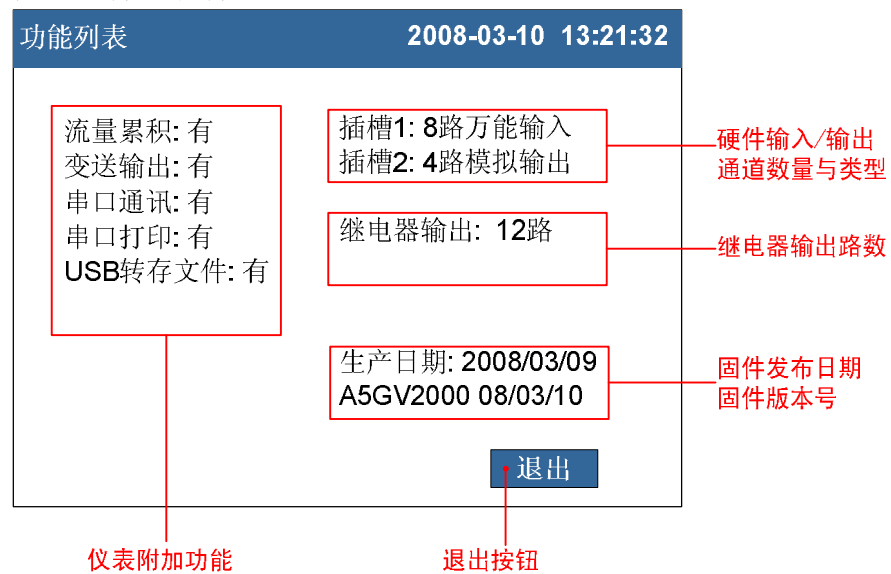 功能列表
2008-03-10 13:21:32
流量累积: 有
变送输出: 有
串口通讯: 有
串口打印: 有
USB转存文件: 有
插槽1: 8路万能输入
插槽2: 4路模拟输出
硬件输入/输出
通道数量与类型
继电器输出: 12路
继电器输出路数
生产日期: 2008/03/09
A5GV2000 08/03/10
固件发布日期
固件版本号
退出
仪表附加功能
退出按钮